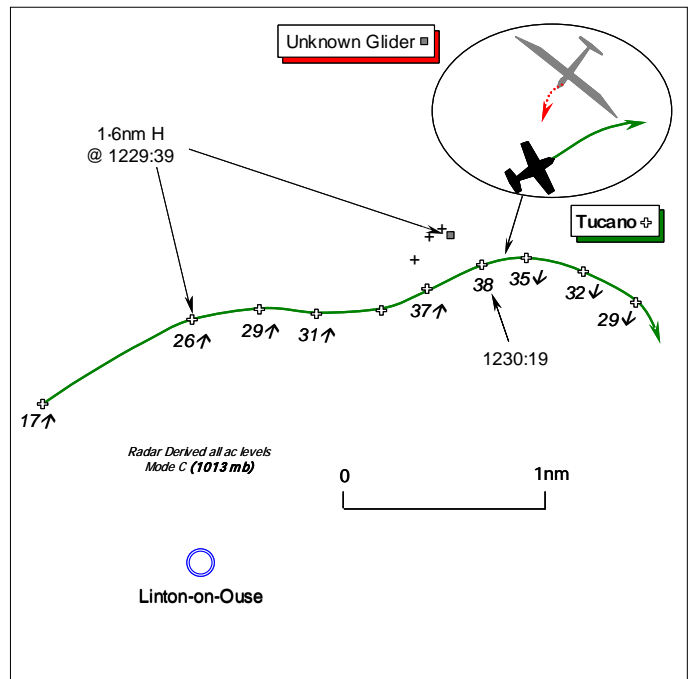 Unknown Glider
1·6nm H
@ 1229:39
Tucano
26↑
29↑
31↑
37↑
38
35↓
32↓
29↓
1230:19
17↑
Radar Derived all ac levels
Mode C (1013 mb)
0
1nm
Linton-on-Ouse